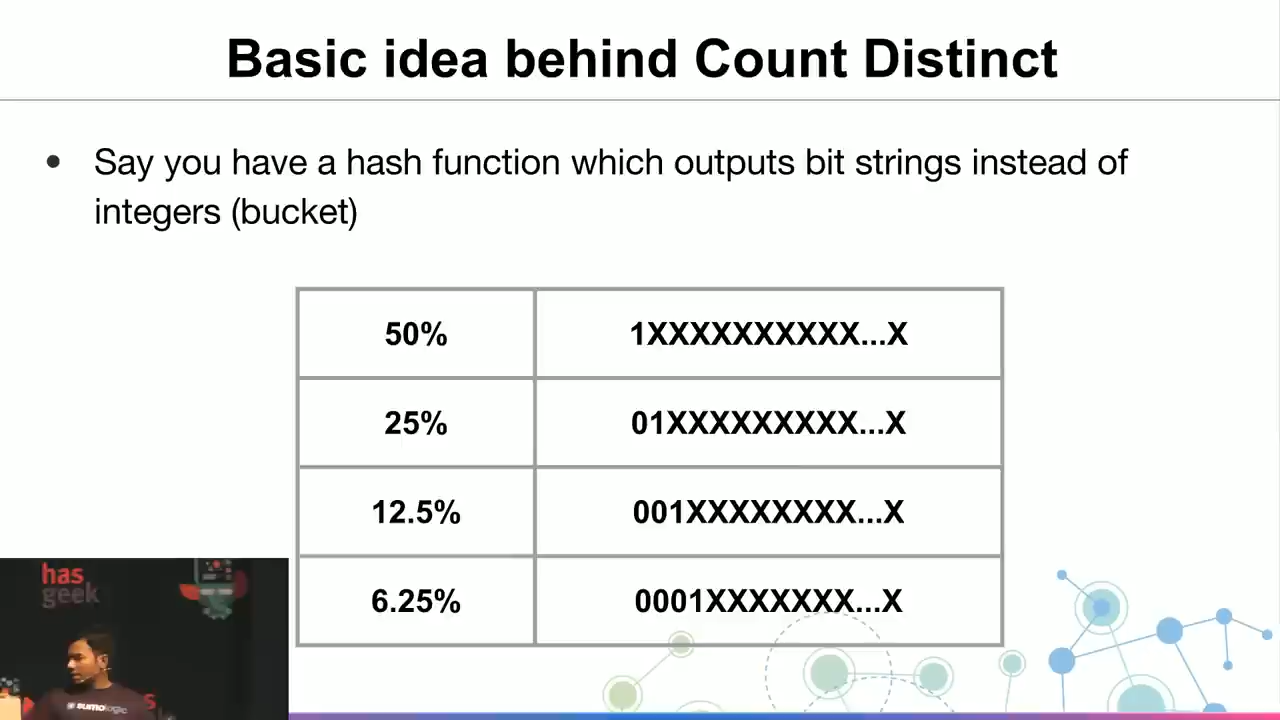 Basic idea behind Count Distinct
• Say you have a hash function which outputs bit strings instead of
integers (bucket)
50% 1XXXXXXXXXX...X
25% 01XXXXXXXXX...X
12.5% 001XXXXXXXX...X
6.25% 0001XXXXXXX...X
has
geek
sumologic